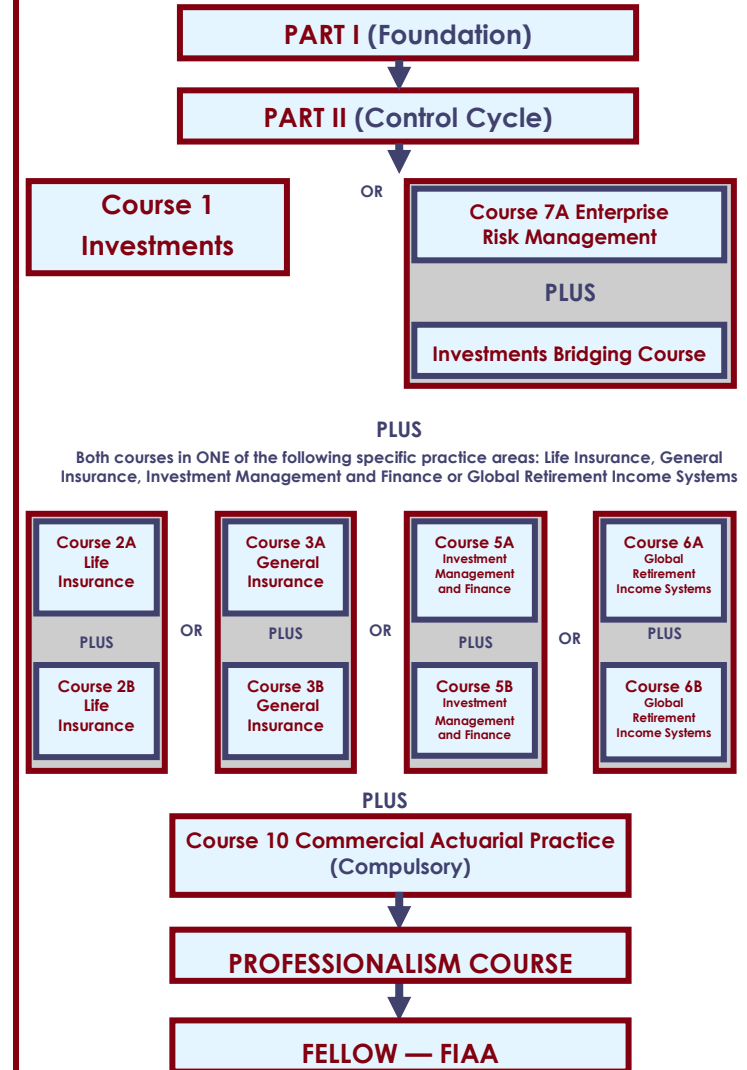 PART I (Foundation)
PART II (Control Cycle)
Course 1
Investments
OR
Course 7A Enterprise
Risk Management
PLUS
Investments Bridging Course
PLUS
Both courses in ONE of the following specific practice areas: Life Insurance, General
Insurance, Investment Management and Finance or Global Retirement Income Systems
Course 2A
Life
Insurance
PLUS
Course 2B
Life
Insurance
OR
Course 3A
General
Insurance
PLUS
Course 3B
General
Insurance
OR
Course 5A
Investment
Management
and Finance
PLUS
Course 5B
Investment
Management
and Finance
OR
Course 6A
Global
Retirement
Income Systems
PLUS
Course 6B
Global
Retirement
Income Systems
PLUS
Course 10 Commercial Actuarial Practice
(Compulsory)
PROFESSIONALISM COURSE
FELLOW — FIAA